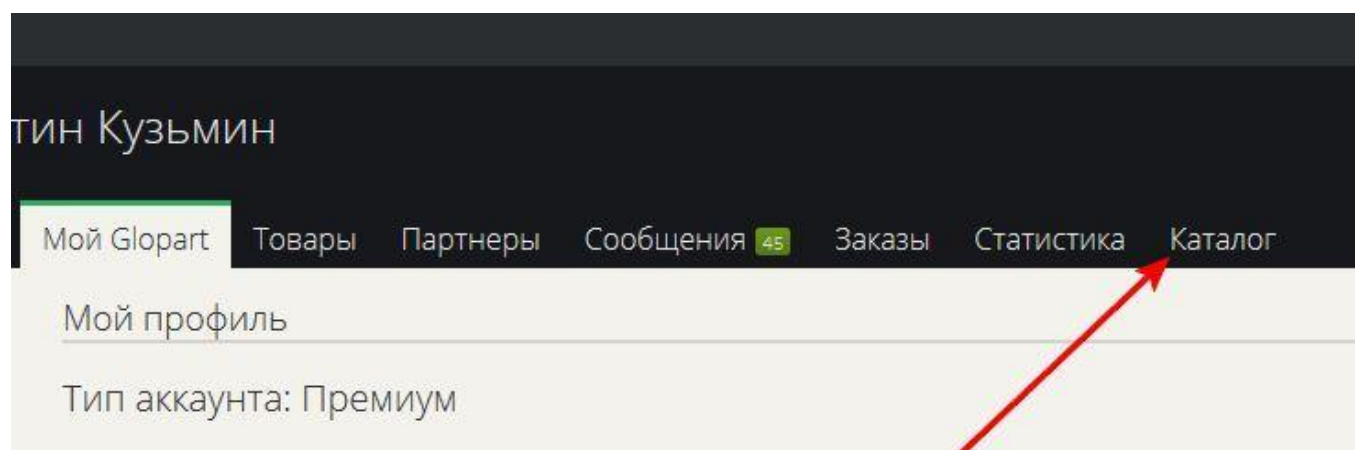 тин Кузьмин
Мой Glopart Товары Партнеры Сообщения 45 Заказы Статистика Каталог
Мой профиль
Тип аккаунта: Премиум